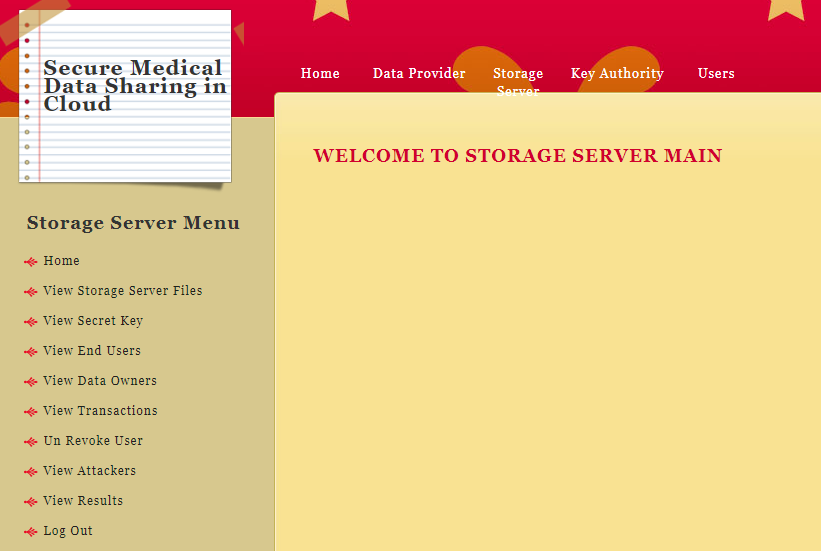 Secure Medical
Data Sharing in
Cloud
Home Data Provider Storage Server Key Authority Users
WELCOME TO STORAGE SERVER MAIN
Storage Server Menu
Home
View Storage Server Files
View Secret Key
View End Users
View Data Owners
View Transactions
Un Revoke User
View Attackers
View Results
Log Out